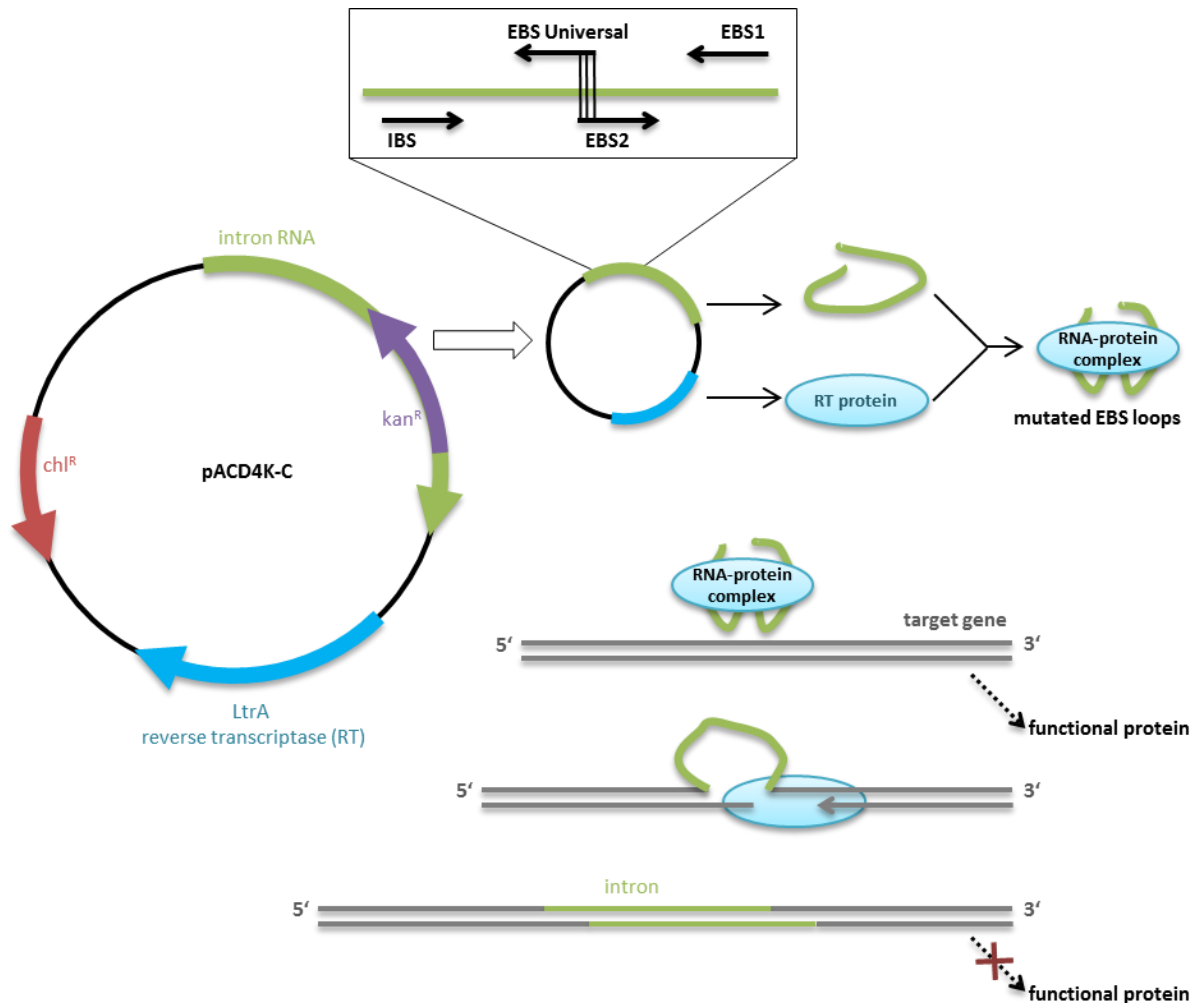 EBS Universal
EBS1
IBS
EBS2
intron RNA
kanᴿ
chlᴿ
pACD4K-C
LtrA
reverse transcriptase (RT)
RT protein
RNA-protein
complex
mutated EBS loops
RNA-protein
complex
target gene
5‘
3‘
functional protein
5‘
3‘
intron
5‘
3‘
functional protein